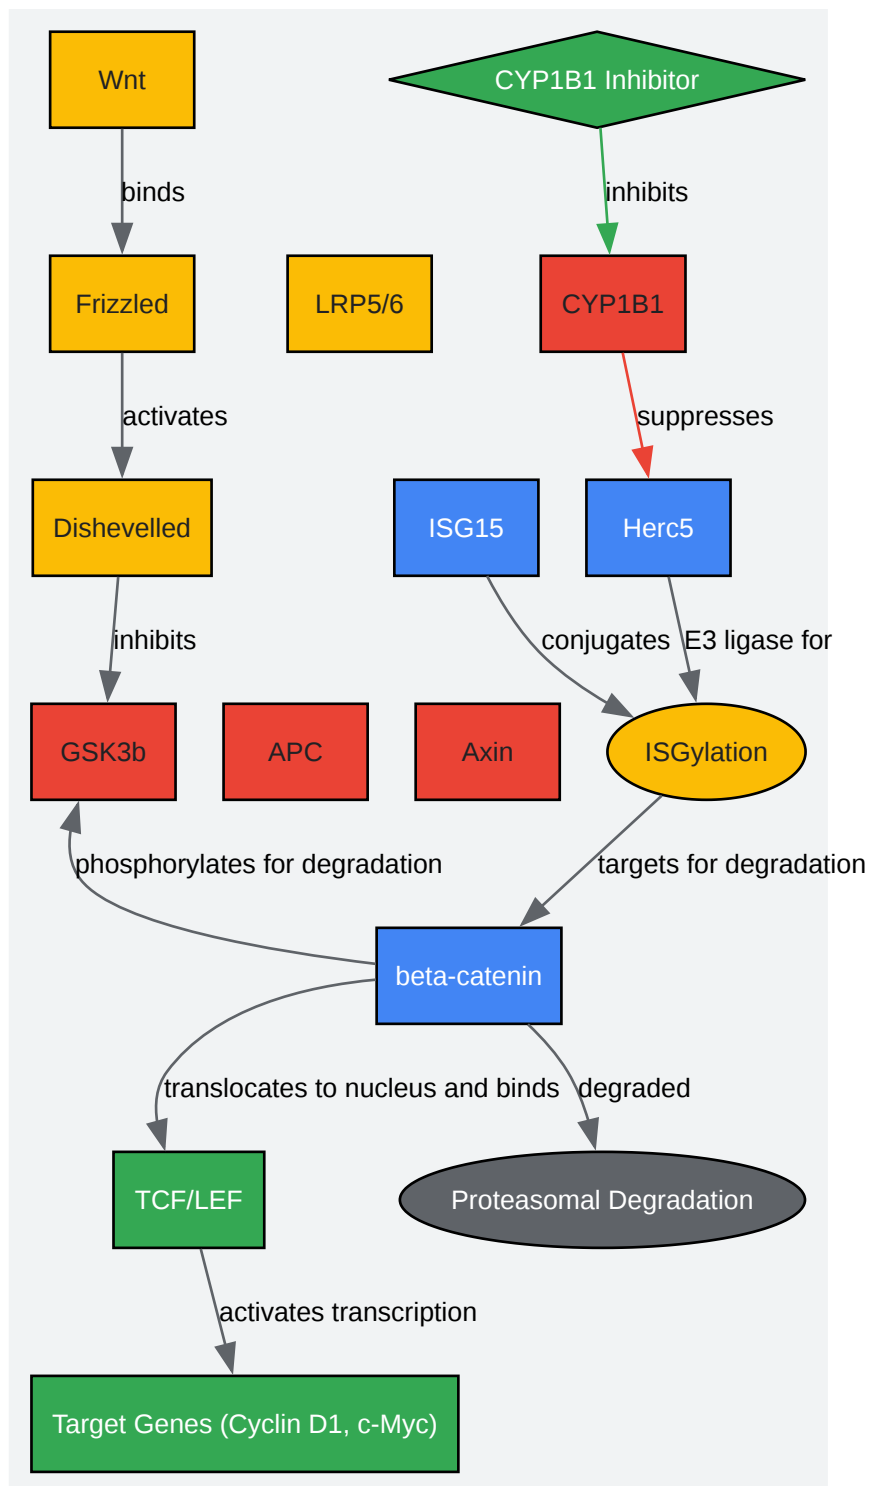 Wnt
CYP1B1 Inhibitor
binds
inhibits
Frizzled
LRP5/6
CYP1B1
activates
suppresses
Dishevelled
ISG15
Herc5
inhibits
conjugates
E3 ligase for
GSK3b
APC
Axin
ISGylation
phosphorylates for degradation
targets for degradation
beta-catenin
translocates to nucleus and binds
degraded
TCF/LEF
Proteasomal Degradation
activates transcription
Target Genes (Cyclin D1, c-Myc)